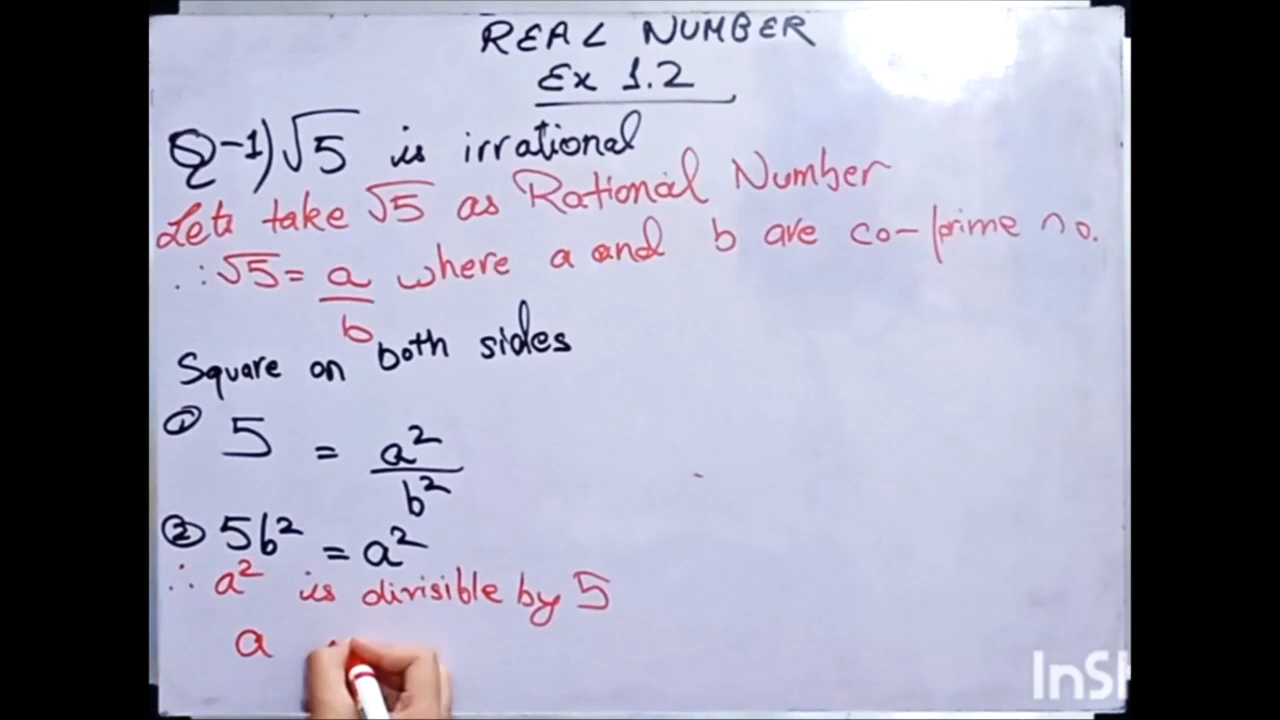 REAL NUMBER
Ex 1.2
Q-1) √5 is irrational
Lets take √5 as Rational Number
∴ √5 = a/b where a and b are co-prime no.
Square on both sides
① 5 = a²/b²
② 5b² = a²
∴ a² is divisible by 5
a
InSh